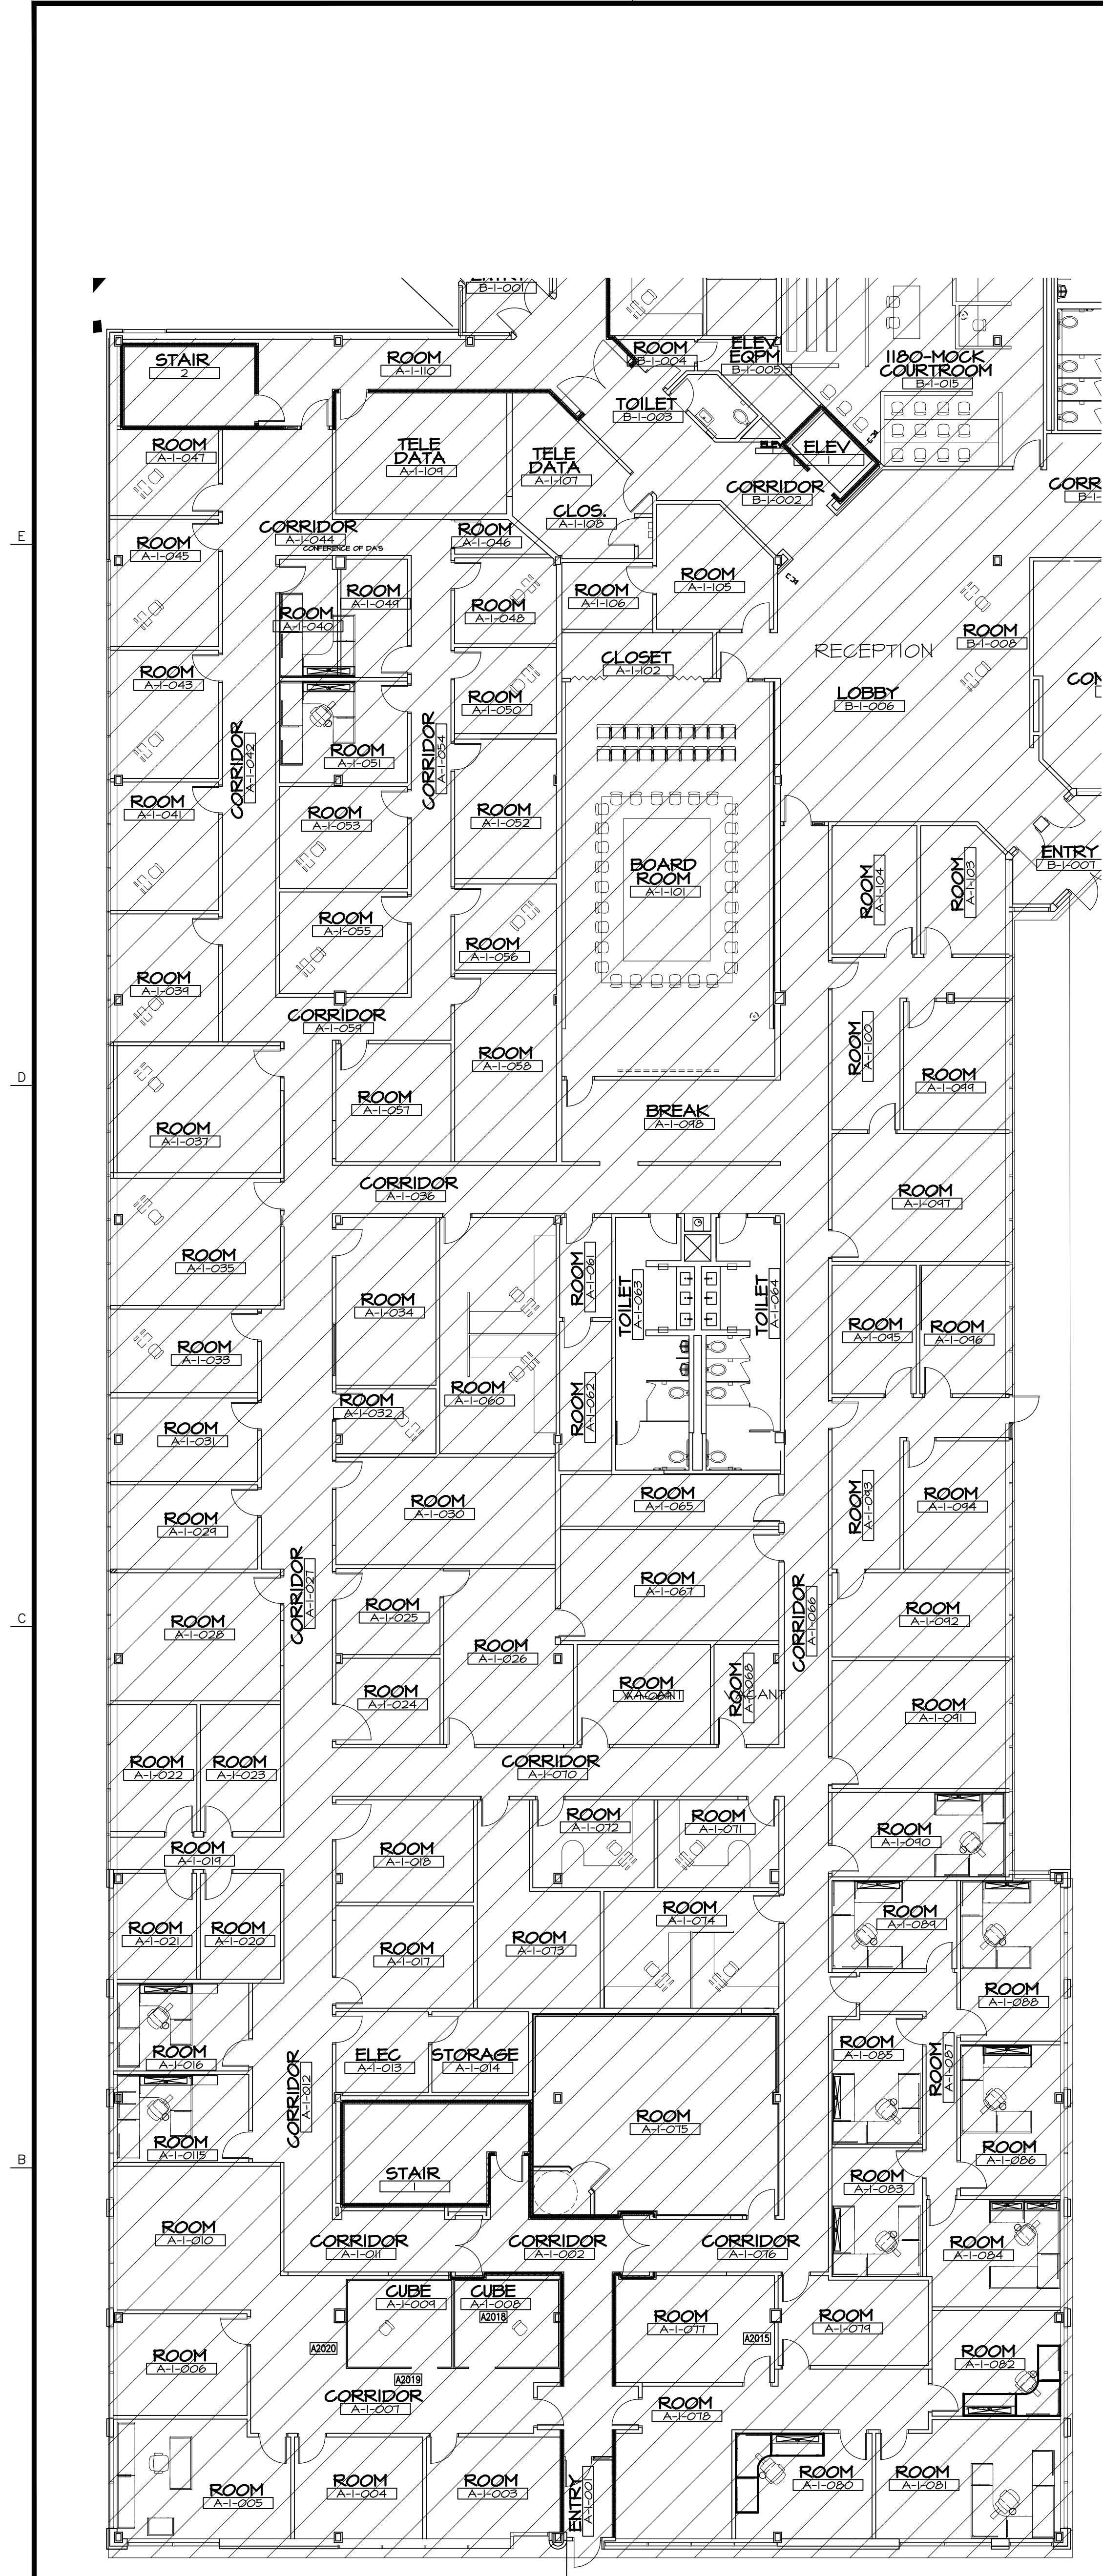 B-1-001
STAIR
2
ROOM
A-1-110
ROOM
B-1-004
ELEV
EQPM
B-1-005
1180-MOCK
COURTROOM
B-1-015
TOILET
B-1-003
ROOM
A-1-047
TELE
DATA
A-1-109
TELE
DATA
A-1-107
ELEV
ELEV
1
CORRIDOR
B-1-002
CLOS.
A-1-108
E
CORRIDOR
A-1-044
CONFERENCE OF DA'S
ROOM
A-1-046
ROOM
A-1-045
ROOM
A-1-049
ROOM
A-1-040
ROOM
A-1-048
ROOM
A-1-106
ROOM
A-1-105
ROOM
B-1-008
RECEPTION
CLOSET
A-1-102
ROOM
A-1-043
LOBBY
B-1-006
ROOM
A-1-050
CORRIDOR
A-1-042
ROOM
A-1-051
CORRIDOR
A-1-054
ROOM
A-1-041
ROOM
A-1-053
ROOM
A-1-052
BOARD
ROOM
A-1-101
ROOM
A-1-104
ROOM
A-1-103
ENTRY
B-1-007
ROOM
A-1-055
ROOM
A-1-056
ROOM
A-1-039
CORRIDOR
A-1-059
ROOM
A-1-100
ROOM
A-1-099
D
ROOM
A-1-058
ROOM
A-1-057
BREAK
A-1-098
ROOM
A-1-037
CORRIDOR
A-1-036
ROOM
A-1-097
ROOM
A-1-035
ROOM
A-1-034
ROOM
A-1-061
TOILET
A-1-063
TOILET
A-1-064
ROOM
A-1-095
ROOM
A-1-096
ROOM
A-1-033
ROOM
A-1-032
ROOM
A-1-060
ROOM
A-1-062
ROOM
A-1-031
ROOM
A-1-030
ROOM
A-1-065
ROOM
A-1-093
ROOM
A-1-094
ROOM
A-1-029
CORRIDOR
A-1-027
ROOM
A-1-067
CORRIDOR
A-1-066
C
ROOM
A-1-028
ROOM
A-1-025
ROOM
A-1-026
ROOM
A-1-092
ROOM
A-1-024
ROOM
VACANT
ROOM
A-1-068
VACANT
ROOM
A-1-091
ROOM
A-1-022
ROOM
A-1-023
CORRIDOR
A-1-070
ROOM
A-1-072
ROOM
A-1-071
ROOM
A-1-090
ROOM
A-1-019
ROOM
A-1-018
ROOM
A-1-074
ROOM
A-1-089
ROOM
A-1-021
ROOM
A-1-020
ROOM
A-1-017
ROOM
A-1-073
ROOM
A-1-088
ROOM
A-1-016
CORRIDOR
A-1-012
ELEC
A-1-013
STORAGE
A-1-014
ROOM
A-1-085
ROOM
A-1-087
ROOM
A-1-0115
ROOM
A-1-075
ROOM
A-1-086
B
STAIR
1
ROOM
A-1-083
ROOM
A-1-010
CORRIDOR
A-1-011
CORRIDOR
A-1-002
CORRIDOR
A-1-076
ROOM
A-1-084
CUBE
A-1-009
CUBE
A-1-008
A2018
ROOM
A-1-077
A2015
ROOM
A-1-079
ROOM
A-1-006
A2020
A2019
ROOM
A-1-082
CORRIDOR
A-1-007
ROOM
A-1-078
ROOM
A-1-005
ROOM
A-1-004
ROOM
A-1-003
ENTRY
A-1-001
ROOM
A-1-080
ROOM
A-1-081